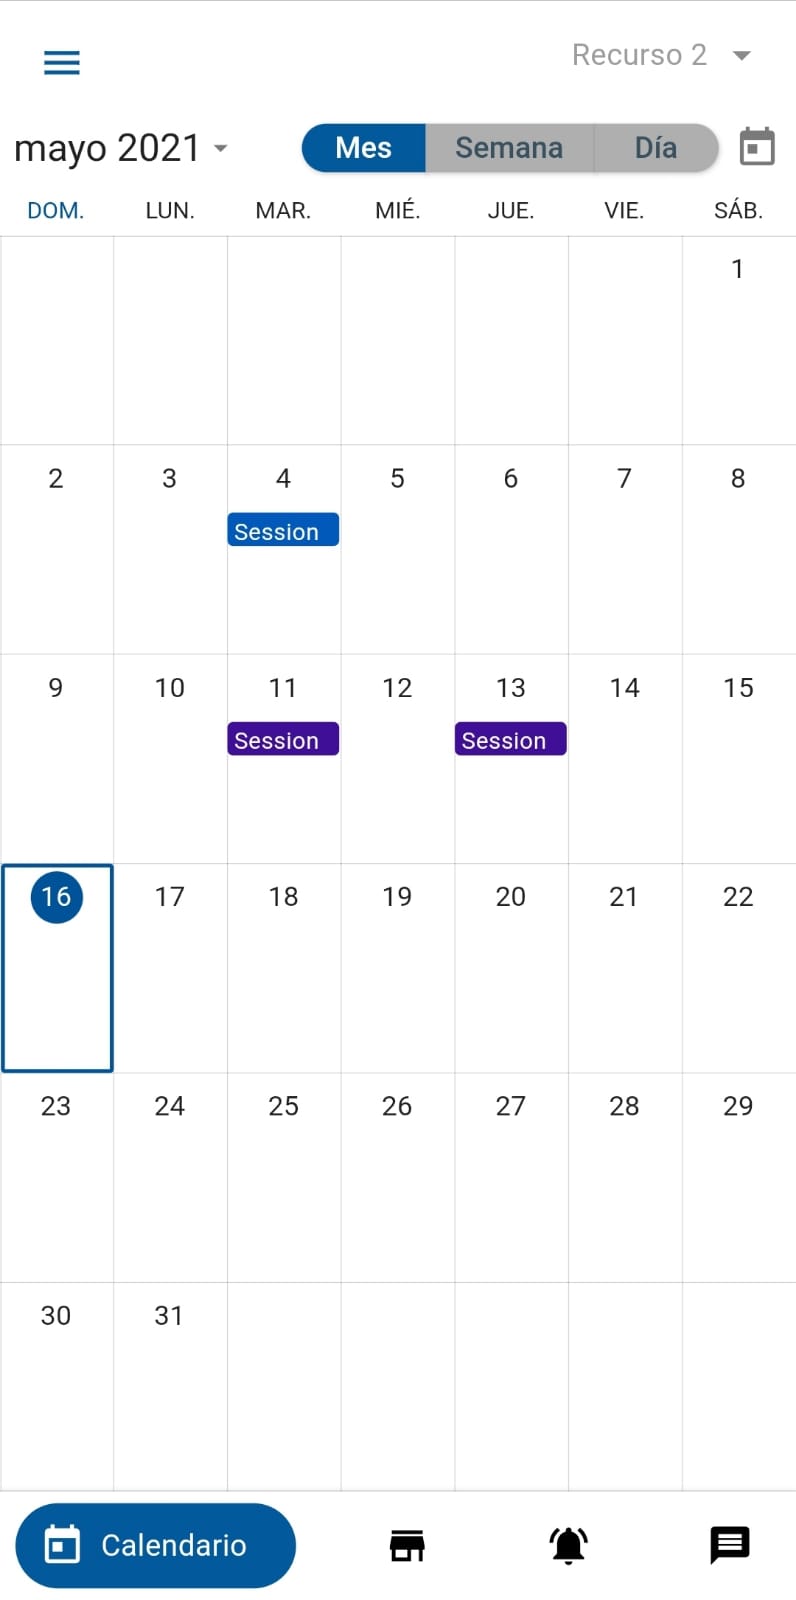 Recurso 2
mayo 2021 Mes Semana Día
DOM. LUN. MAR. MIÉ. JUE. VIE. SÁB.
1
2 3 4 5 6 7 8
Session
9 10 11 12 13 14 15
Session Session
16 17 18 19 20 21 22
23 24 25 26 27 28 29
30 31
Calendario